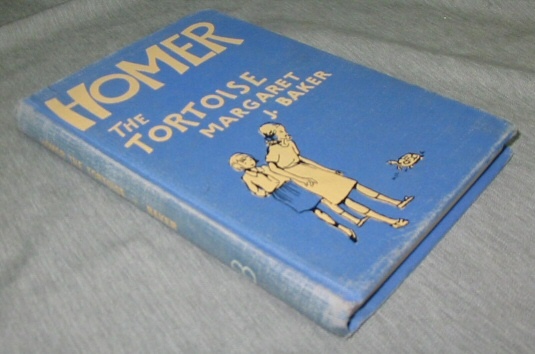 HOMER
THE
TORTOISE
MARGARET
J. BAKER
B